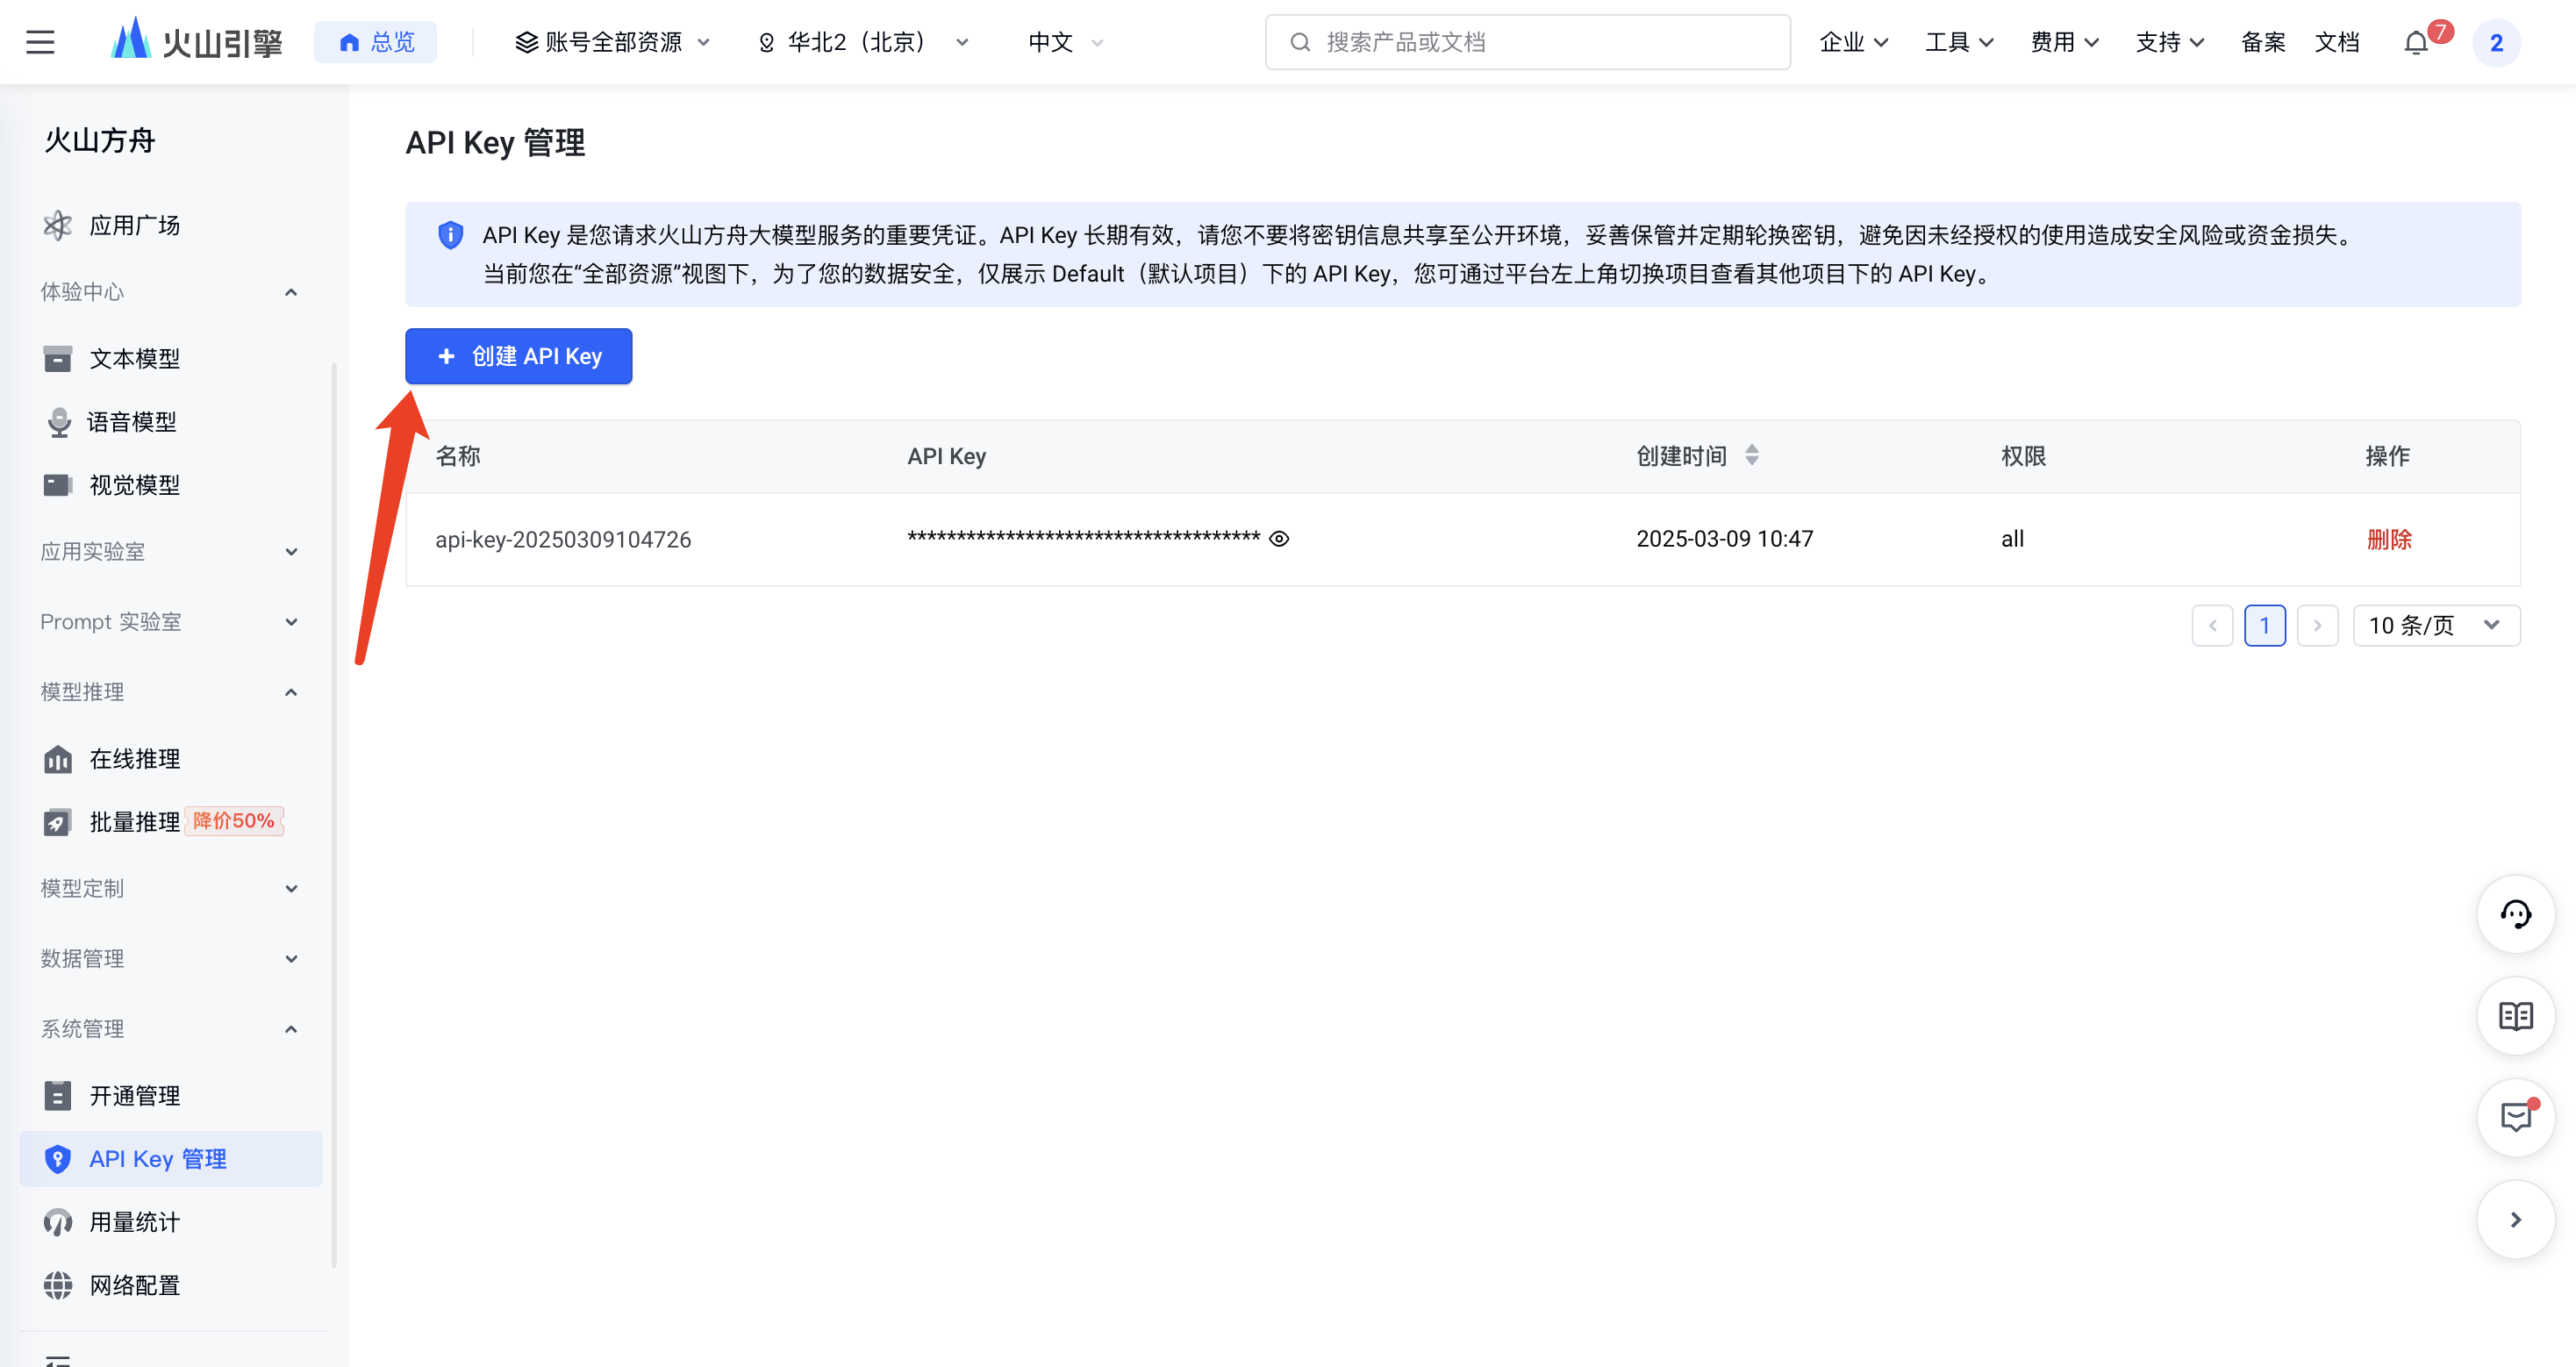 火山引擎
总览
账号全部资源
华北2（北京）
中文
搜索产品或文档
企业
工具
费用
支持
备案
文档
7
2
火山方舟
应用广场
体验中心
文本模型
语音模型
视觉模型
应用实验室
Prompt 实验室
模型推理
在线推理
批量推理 降价50%
模型定制
数据管理
系统管理
开通管理
API Key 管理
用量统计
网络配置
API Key 管理
API Key 是您请求火山方舟大模型服务的重要凭证。API Key 长期有效，请您不要将密钥信息共享至公开环境，妥善保管并定期轮换密钥，避免因未经授权的使用造成安全风险或资金损失。
当前您在“全部资源”视图下，为了您的数据安全，仅展示 Default（默认项目）下的 API Key，您可通过平台左上角切换项目查看其他项目下的 API Key。
+ 创建 API Key
名称 API Key 创建时间 权限 操作
api-key-20250309104726 ************************************ 2025-03-09 10:47 all 删除
1
10 条/页